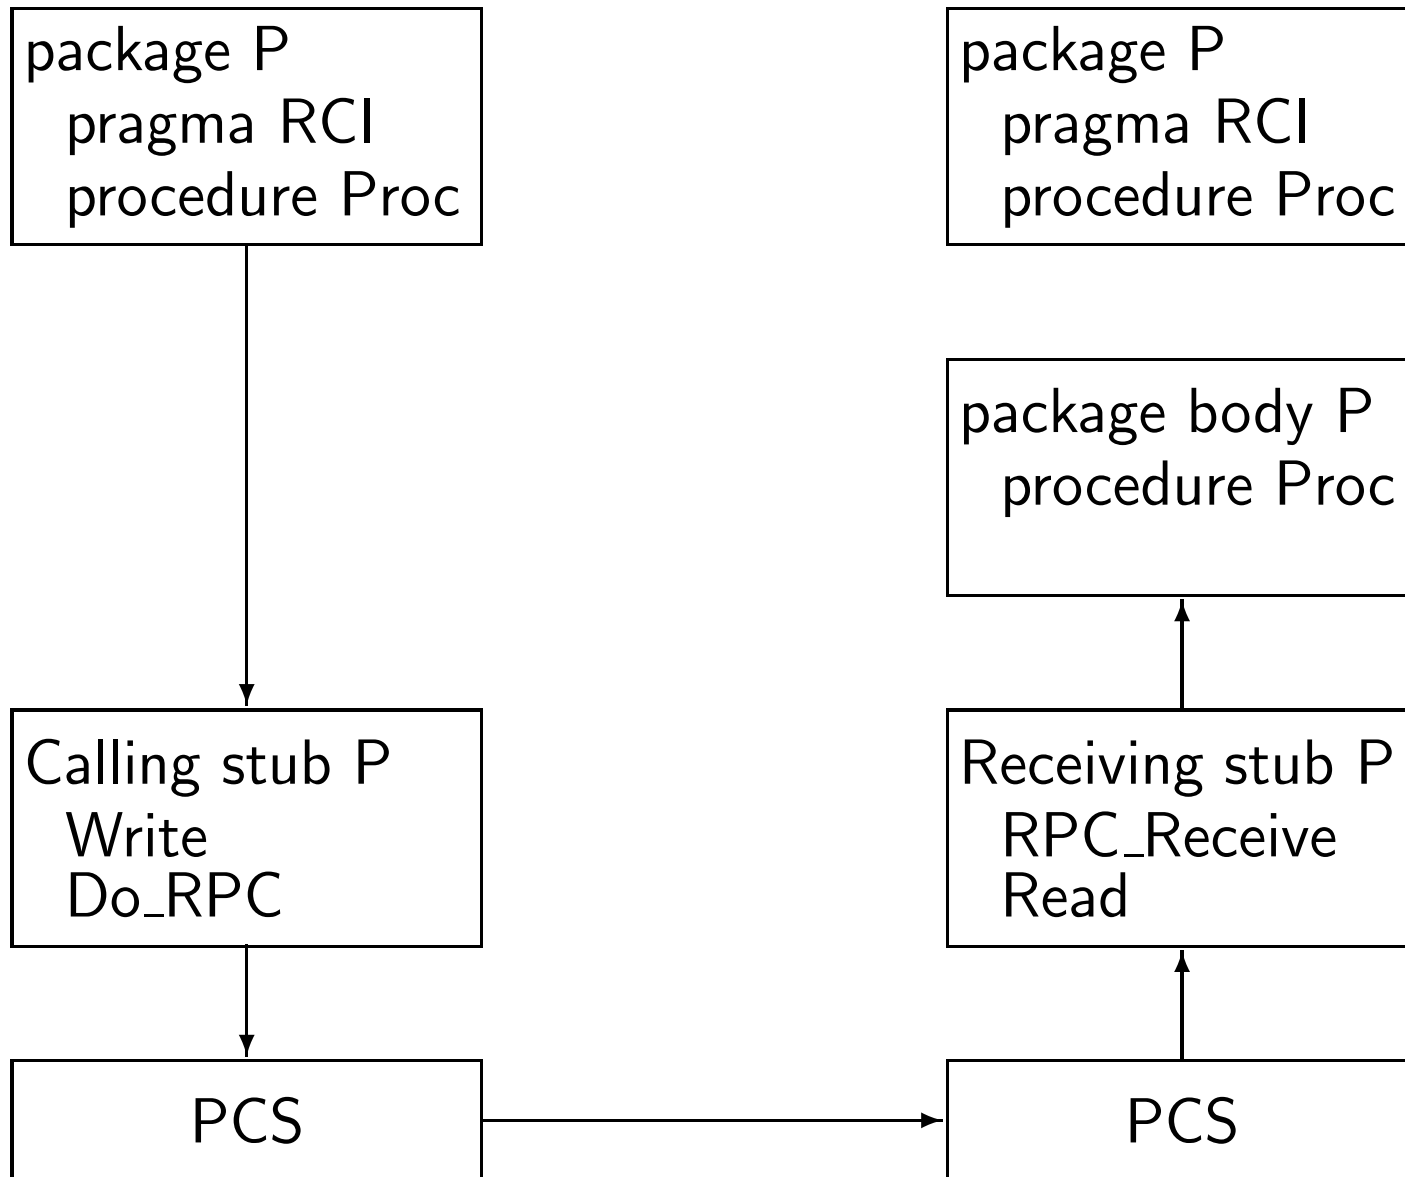 package P
pragma RCI
procedure Proc
package P
pragma RCI
procedure Proc
package body P
procedure Proc
Calling stub P
Write
Do_RPC
Receiving stub P
RPC_Receive
Read
PCS
PCS